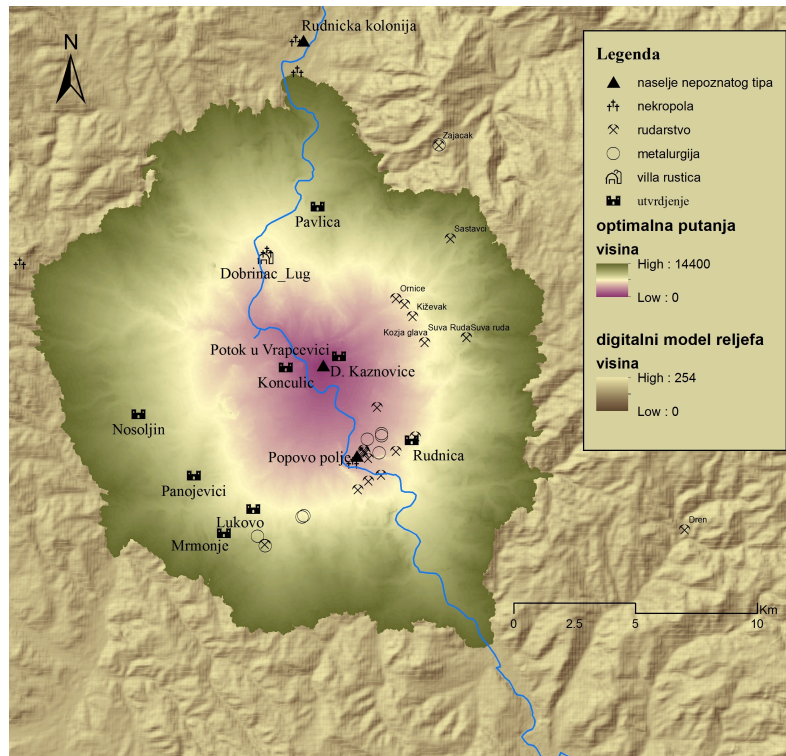 N
Rudnicka kolonija
Zajacak
Pavlica
Sastavci
Dobrinac_Lug
Ornice
Kiževak
Kozja glava
Suva Ruda
Suva ruda
Potok u Vrapcevici
Konculic
D. Kaznovice
Nosoljin
Popovo polje
Rudnica
Panojevici
Lukovo
Mrmonje
Dren
Legenda
naselje nepoznatog tipa
nekropola
rudarstvo
metalurgija
villa rustica
utvrdjenje
optimalna putanja
visina
High : 14400
Low : 0
digitalni model reljefa
visina
High : 254
Low : 0
Km
0 2.5 5 10